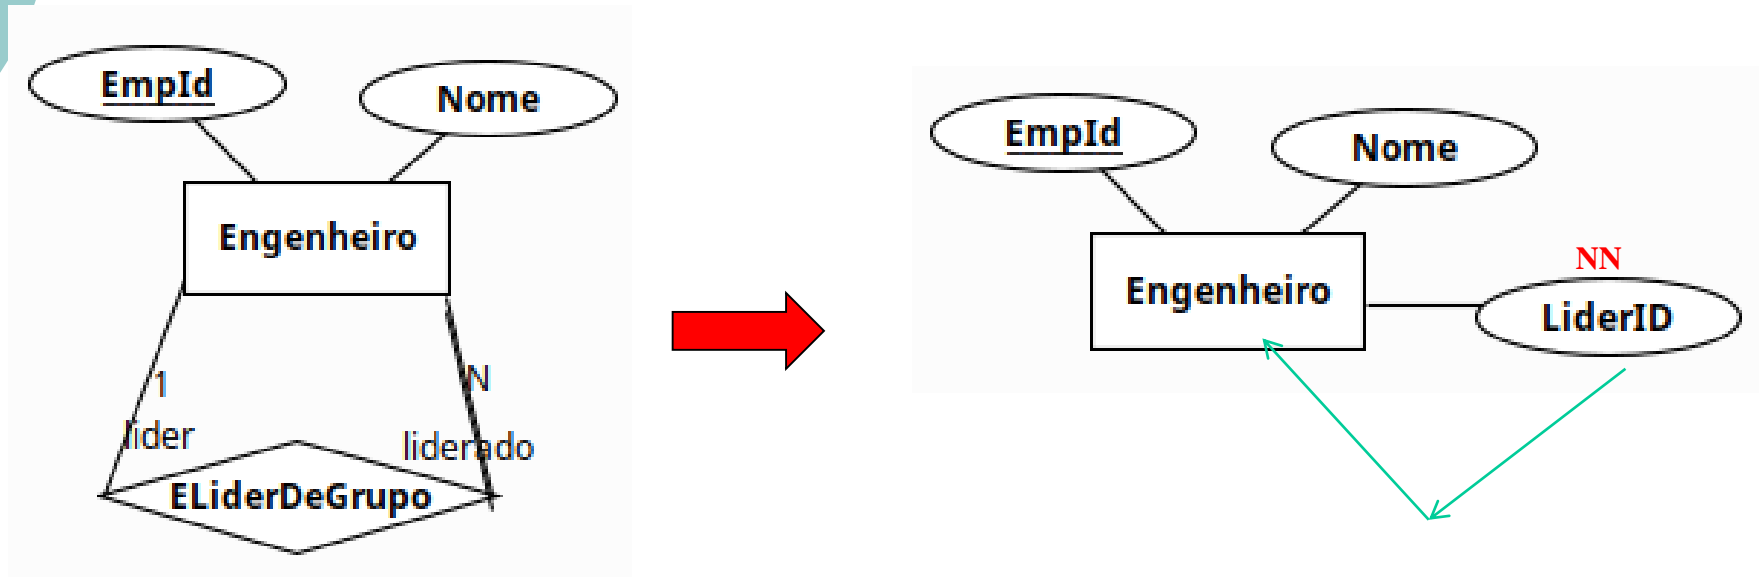 EmpId
Nome
Engenheiro
1
lider
N
liderado
ELiderDeGrupo
EmpId
Nome
Engenheiro
NN
LiderID